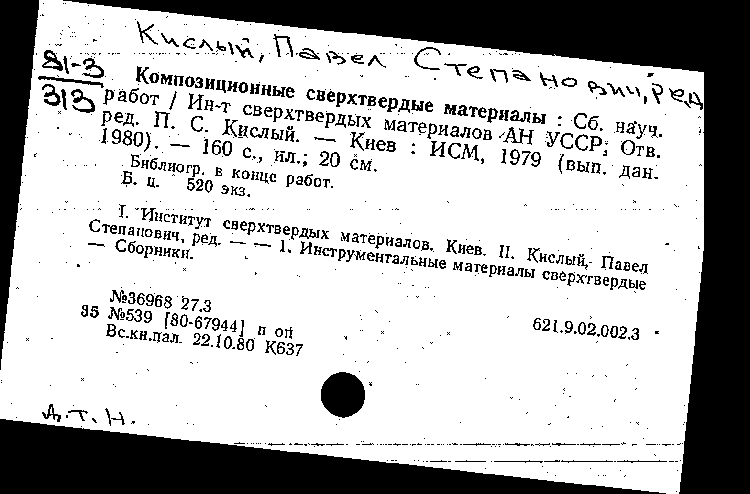 Кислый, Павел Степанович, ред
81-3
313
Композиционные сверхтвердые материалы : Сб. науч.
работ / Ин-т сверхтвердых материалов АН УССР; Отв.
ред. П. С. Кислый. — Киев : ИСМ, 1979 (вып. дан.
1980). — 160 с., ил.; 20 см.
Библиогр. в конце работ.
Б. ц. 520 экз.
I. Институт сверхтвердых материалов. Киев. II. Кислый, Павел
Степанович, ред. — — 1. Инструментальные материалы сверхтвердые
— Сборники.
№36968 27.3
95 №539 [80-67944] п оп
Вс.кн.пал. 22.10.80 К637
621.9.02.002.3
д.т.н.